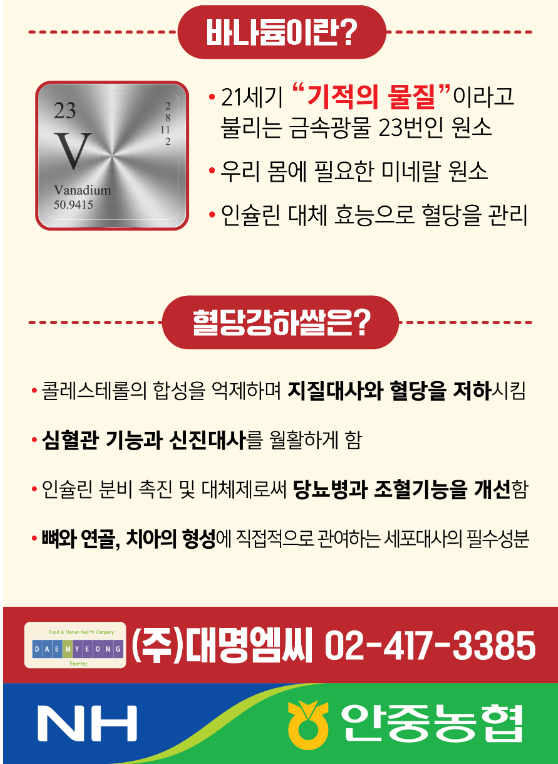 바나듐이란?
23
V
Vanadium
50.9415
2
8
11
2
• 21세기 “기적의 물질”이라고
불리는 금속광물 23번인 원소
• 우리 몸에 필요한 미네랄 원소
• 인슐린 대체 효능으로 혈당을 관리
혈당강하쌀은?
• 콜레스테롤의 합성을 억제하며 지질대사와 혈당을 저하시킴
• 심혈관 기능과 신진대사를 월활하게 함
• 인슐린 분비 촉진 및 대체제로써 당뇨병과 조혈기능을 개선함
• 뼈와 연골, 치아의 형성에 직접적으로 관여하는 세포대사의 필수성분
Food & Human health Company
DAEMYEONG
Enertec
(주)대명엠씨 02-417-3385
NH 안중농협